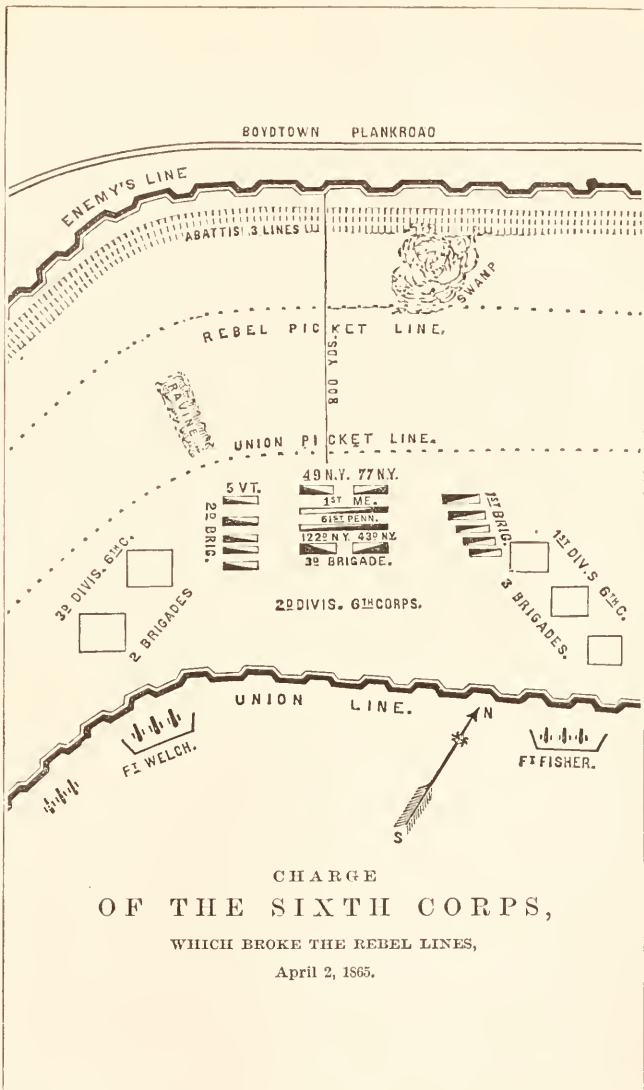 BOYDTOWN PLANKROAD
ENEMY'S LINE
ABATTIS 3 LINES
SWANP
REBEL PICKET LINE.
800 YDS.
RAVINE
UNION PICKET LINE.
5 VT.
49 N.Y. 77 N.Y.
1ST ME.
61ST PENN.
122D NY. 43D NY.
3D BRIGADE.
2D BRIG.
1ST BRIG.
3D DIVIS. 6TH C.
2 BRIGADES
2D DIVIS. 6TH CORPS.
1ST DIV.S 6TH C.
3 BRIGADES.
UNION LINE.
FT WELCH.
N
S
FT FISHER.
CHARGE
OF THE SIXTH CORPS,
WHICH BROKE THE REBEL LINES,
April 2, 1865.